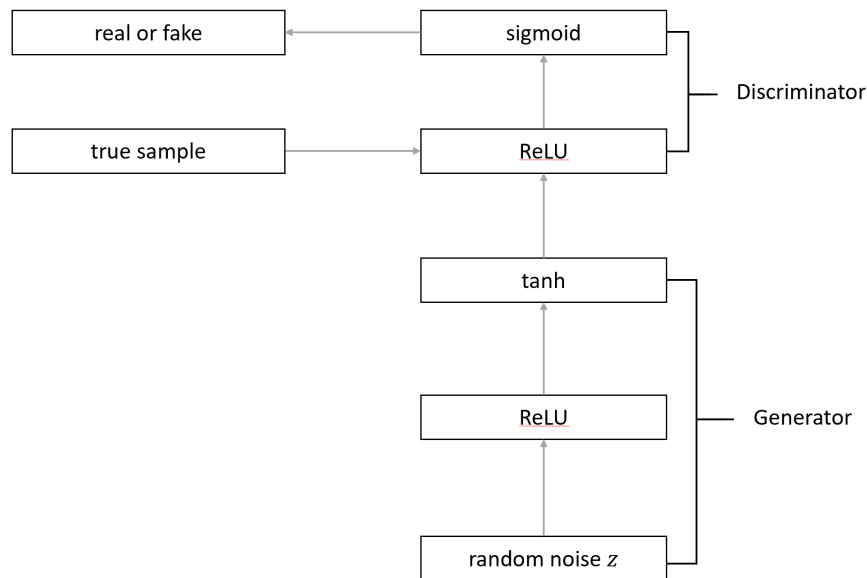 real or fake
sigmoid
Discriminator
true sample
ReLU
tanh
ReLU
Generator
random noise z